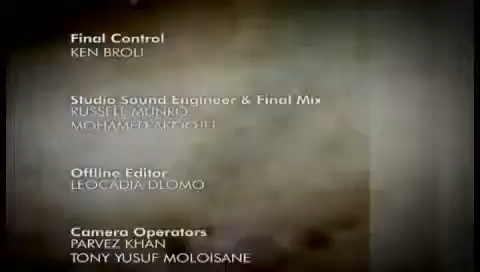 Final Control
KEN BROLI
Studio Sound Engineer & Final Mix
RUSSELL MUNRO
MOHAMED
Offline Editor
LEOCADIA DLOMO
Camera Operators
PARVEZ KHAN
TONY YUSUF MOLOISANE